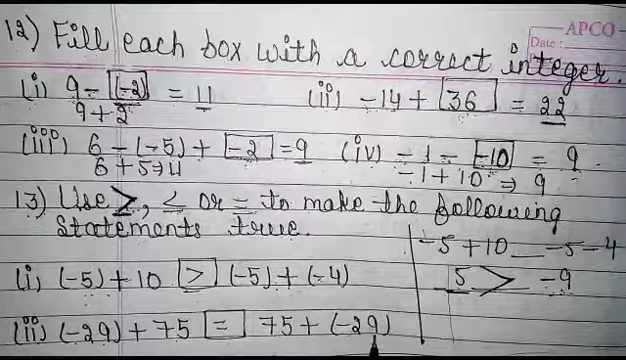 APCO
Date:
12) Fill each box with a correct integer.
(i) 9 - (-2) = 11 (ii) -14 + 36 = 22
9 + 2
(iii) 6 - (-5) + -2 = 9 (iv) -1 - -10 = 9
6 + 5 → 11 -1 + 10 ⇒ 9
13) Use >, < or = to make the following
statements true.
-5 + 10 __ -5 - 4
(i) (-5) + 10 > (-5) + (-4) 5 > -9
(ii) (-29) + 75 = 75 + (-29)